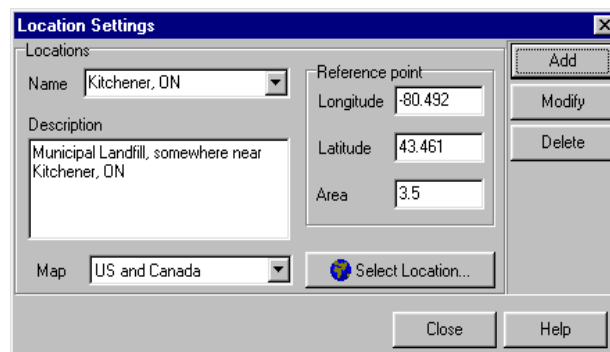 Location Settings
Locations
Name Kitchener, ON
Description
Municipal Landfill, somewhere near
Kitchener, ON
Map US and Canada
Reference point
Longitude -80.492
Latitude 43.461
Area 3.5
Select Location...
Add
Modify
Delete
Close
Help